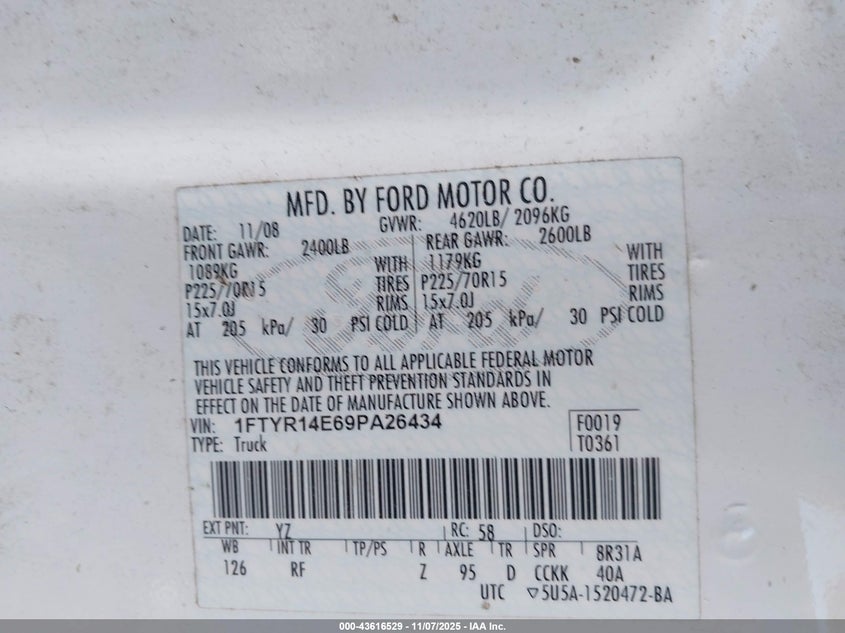 MFD. BY FORD MOTOR CO.
DATE: 11/08 GVWR: 4620LB/ 2096KG
FRONT GAWR: 2400LB REAR GAWR: 2600LB
1089KG WITH 1179KG WITH
P225/70R15 TIRES P225/70R15 TIRES
15x7.0J RIMS 15x7.0J RIMS
AT 205 kPa/ 30 PSI COLD AT 205 kPa/ 30 PSI COLD
THIS VEHICLE CONFORMS TO ALL APPLICABLE FEDERAL MOTOR
VEHICLE SAFETY AND THEFT PREVENTION STANDARDS IN
EFFECT ON THE DATE OF MANUFACTURE SHOWN ABOVE.
VIN: 1FTYR14E69PA26434 F0019
TYPE: Truck T0361
EXT PNT: YZ RC: 58 DSO:
WB INT TR TP/PS R AXLE TR SPR 8R31A
126 RF Z 95 D CCKK 40A
UTC ▽5U5A-1520472-BA
000-43616529 - 11/07/2025 - IAA Inc.